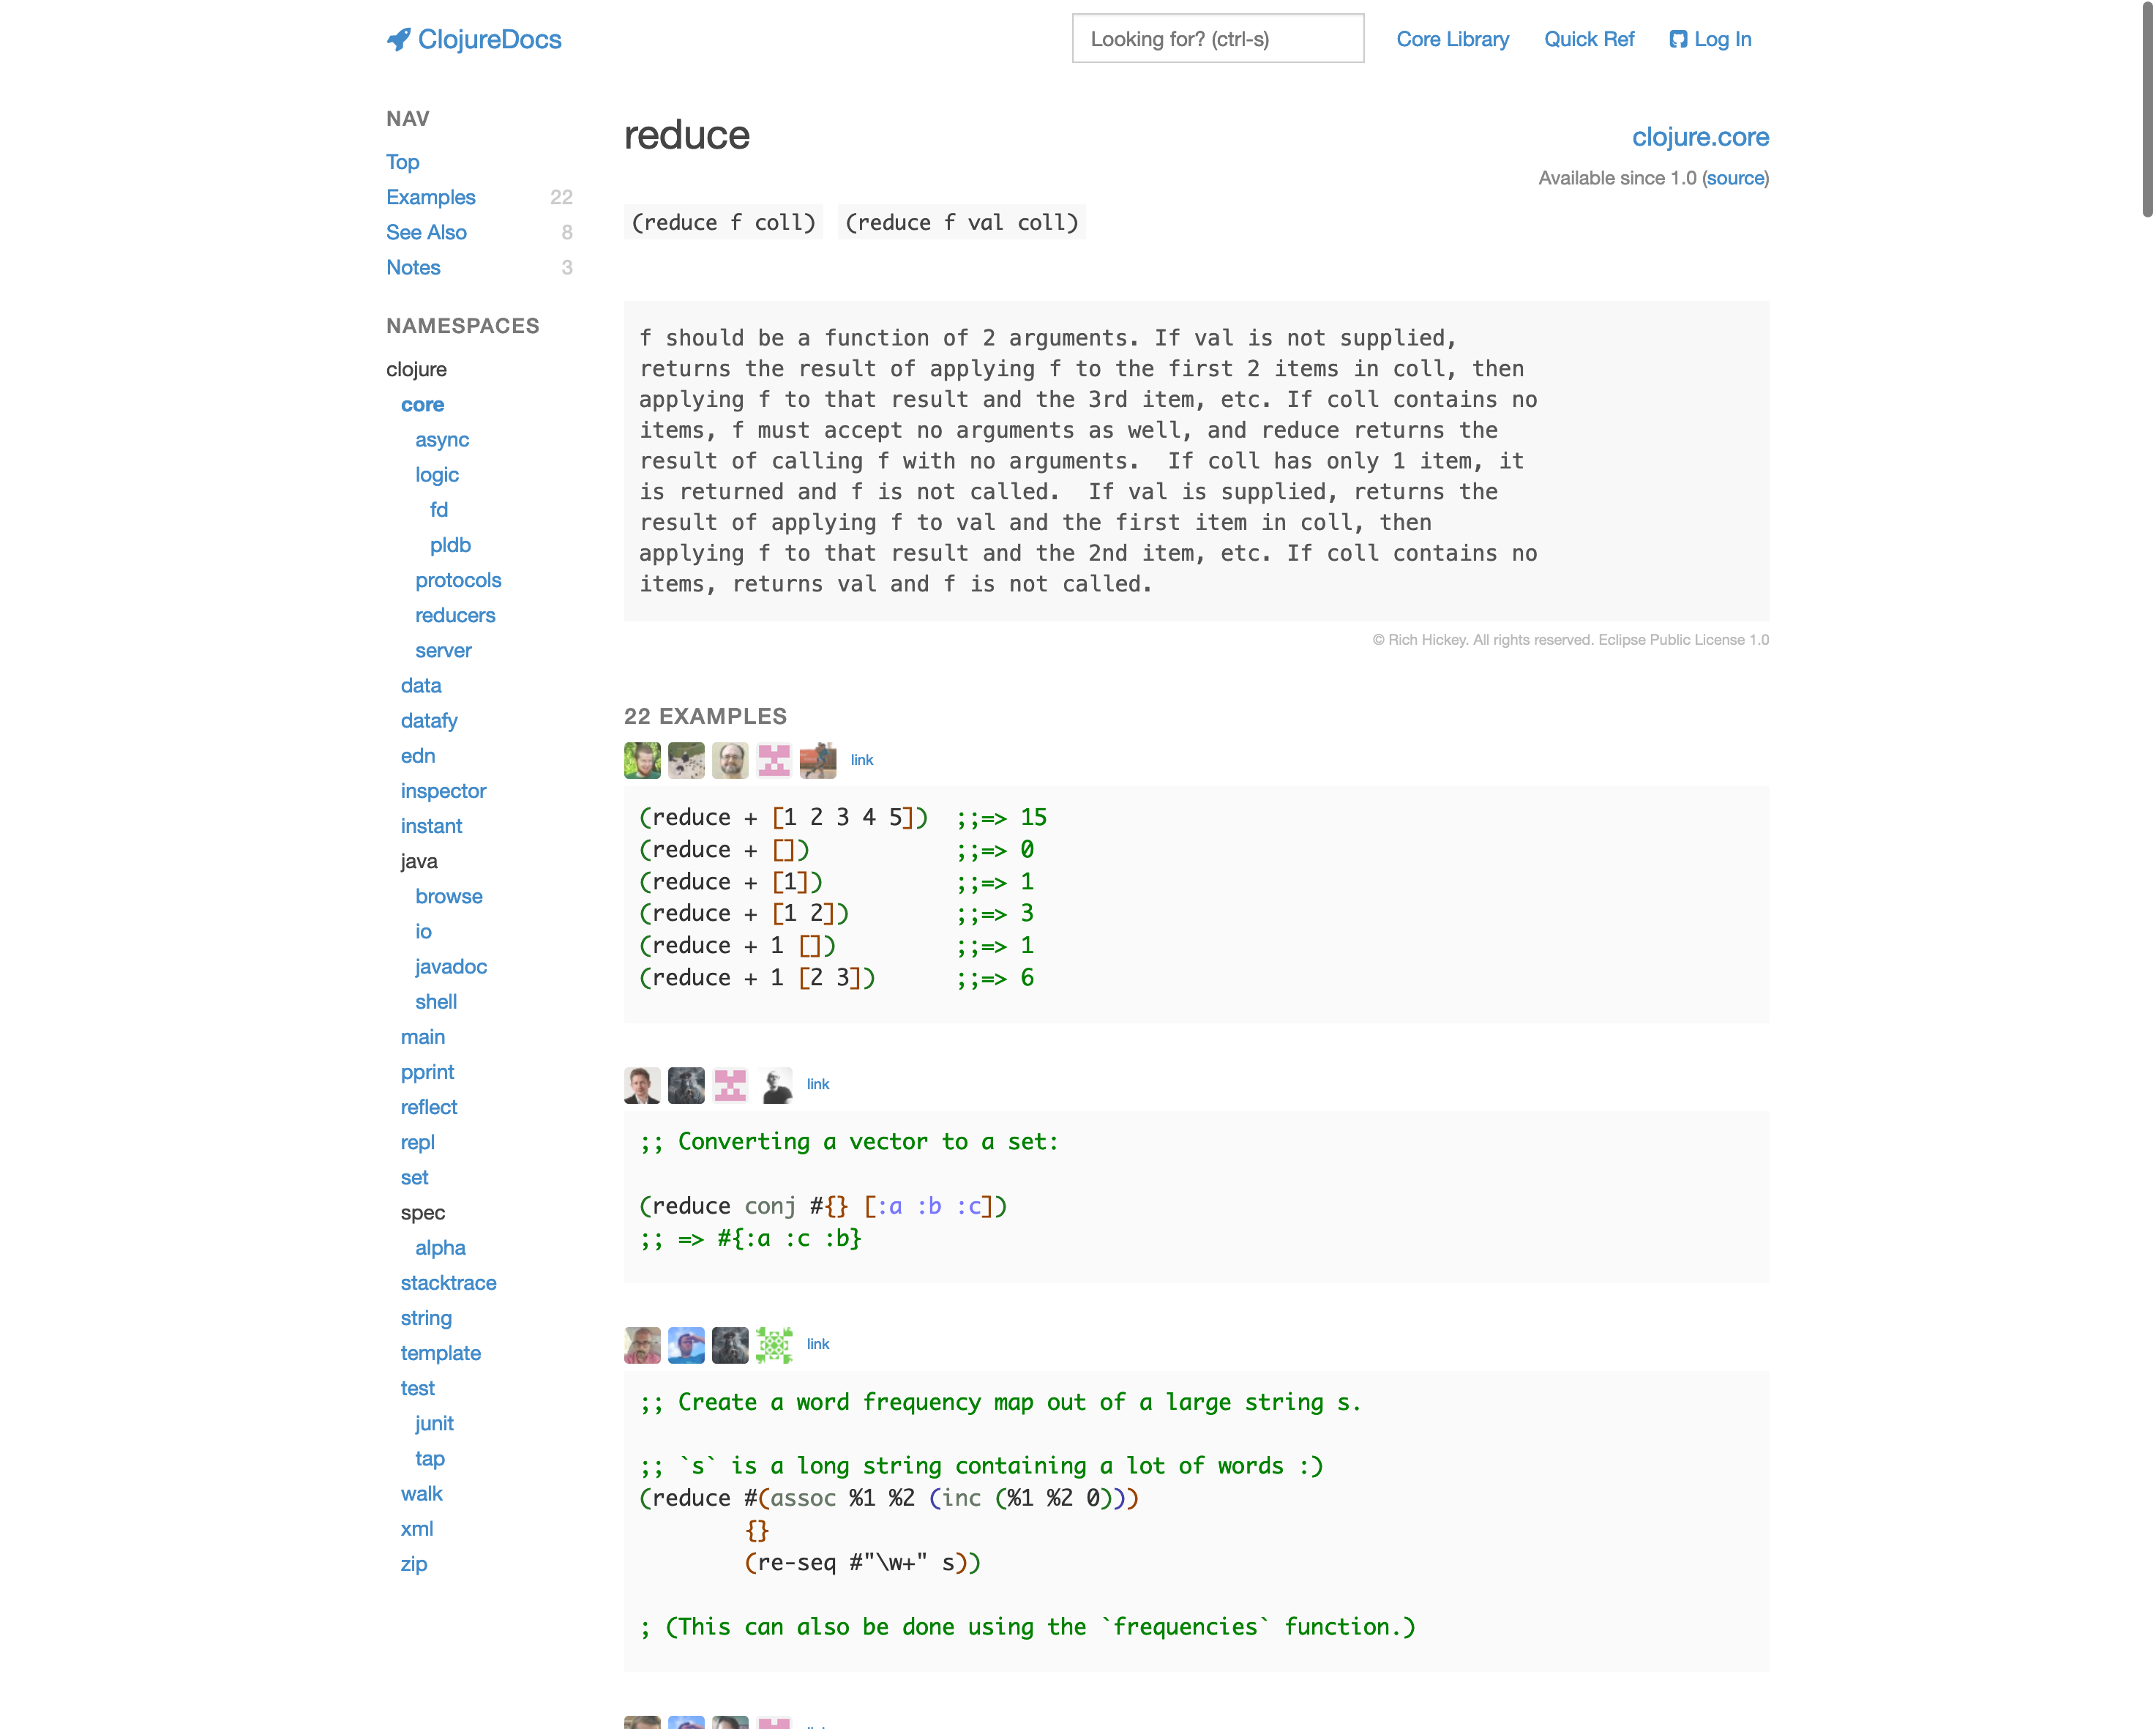 ClojureDocs
Looking for? (ctrl-s)
Core Library
Quick Ref
Log In
NAV
Top
Examples 22
See Also 8
Notes 3
NAMESPACES
clojure
core
async
logic
fd
pldb
protocols
reducers
server
data
datafy
edn
inspector
instant
java
browse
io
javadoc
shell
main
pprint
reflect
repl
set
spec
alpha
stacktrace
string
template
test
junit
tap
walk
xml
zip
reduce
clojure.core
Available since 1.0 (source)
(reduce f coll) (reduce f val coll)
f should be a function of 2 arguments. If val is not supplied,
returns the result of applying f to the first 2 items in coll, then
applying f to that result and the 3rd item, etc. If coll contains no
items, f must accept no arguments as well, and reduce returns the
result of calling f with no arguments.  If coll has only 1 item, it
is returned and f is not called.  If val is supplied, returns the
result of applying f to val and the first item in coll, then
applying f to that result and the 2nd item, etc. If coll contains no
items, returns val and f is not called.
© Rich Hickey. All rights reserved. Eclipse Public License 1.0
22 EXAMPLES
link
(reduce + [1 2 3 4 5])  ;;=> 15
(reduce + [])           ;;=> 0
(reduce + [1])          ;;=> 1
(reduce + [1 2])        ;;=> 3
(reduce + 1 [])         ;;=> 1
(reduce + 1 [2 3])      ;;=> 6
link
;; Converting a vector to a set:
(reduce conj #{} [:a :b :c])
;; => #{:a :c :b}
link
;; Create a word frequency map out of a large string s.
;; `s` is a long string containing a lot of words :)
(reduce #(assoc %1 %2 (inc (%1 %2 0)))
        {}
        (re-seq #"\w+" s))
; (This can also be done using the `frequencies` function.)